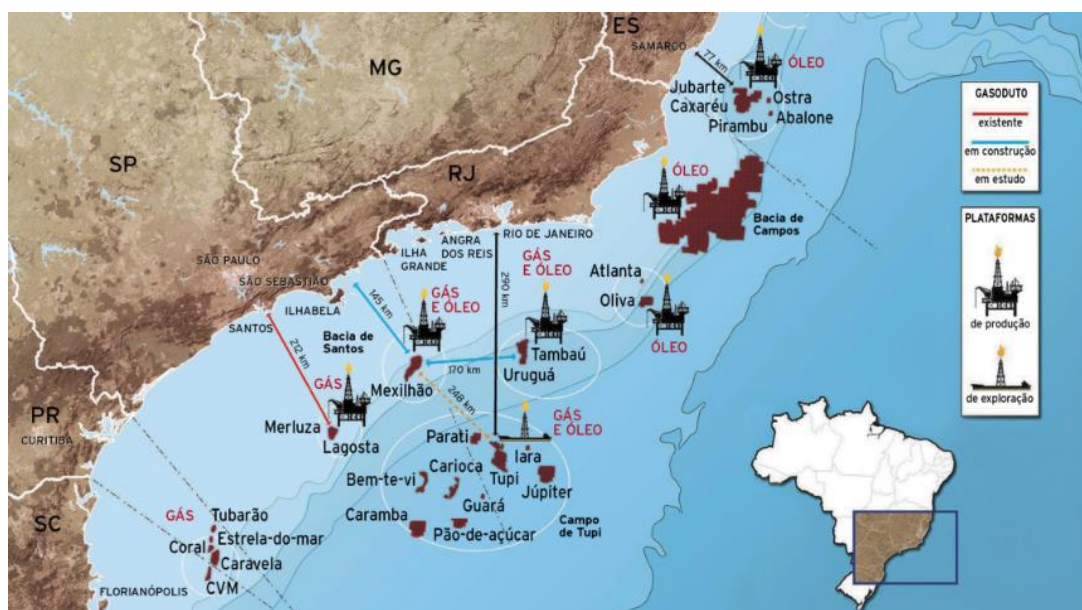 ES
SAMARCO
77 km
ÓLEO
Jubarte
Caxaréu
Pirambu
Ostra
Abalone
MG
SP
RJ
ÓLEO
Bacia de
Campos
RIO DE JANEIRO
ANGRA
DOS REIS
ILHA
GRANDE
SÃO PAULO
SÃO SEBASTIÃO
ILHABELA
SANTOS
GÁS
E ÓLEO
290 km
Atlanta
Oliva
ÓLEO
145 km
GÁS
E ÓLEO
Bacia de
Santos
212 km
170 km
Tambaú
Uruguá
Mexilhão
248 km
GÁS
Merluza
Lagosta
PR
CURITIBA
GÁS
E ÓLEO
Parati
Iara
Tupi
Júpiter
Bem-te-vi
Carioca
Guará
Caramba
Pão-de-açúcar
Campo
de Tupi
SC
GÁS
Tubarão
Estrela-do-mar
Coral
Caravela
CVM
FLORIANÓPOLIS
GASODUTO
existente
em construção
em estudo
PLATAFORMAS
de produção
de exploração